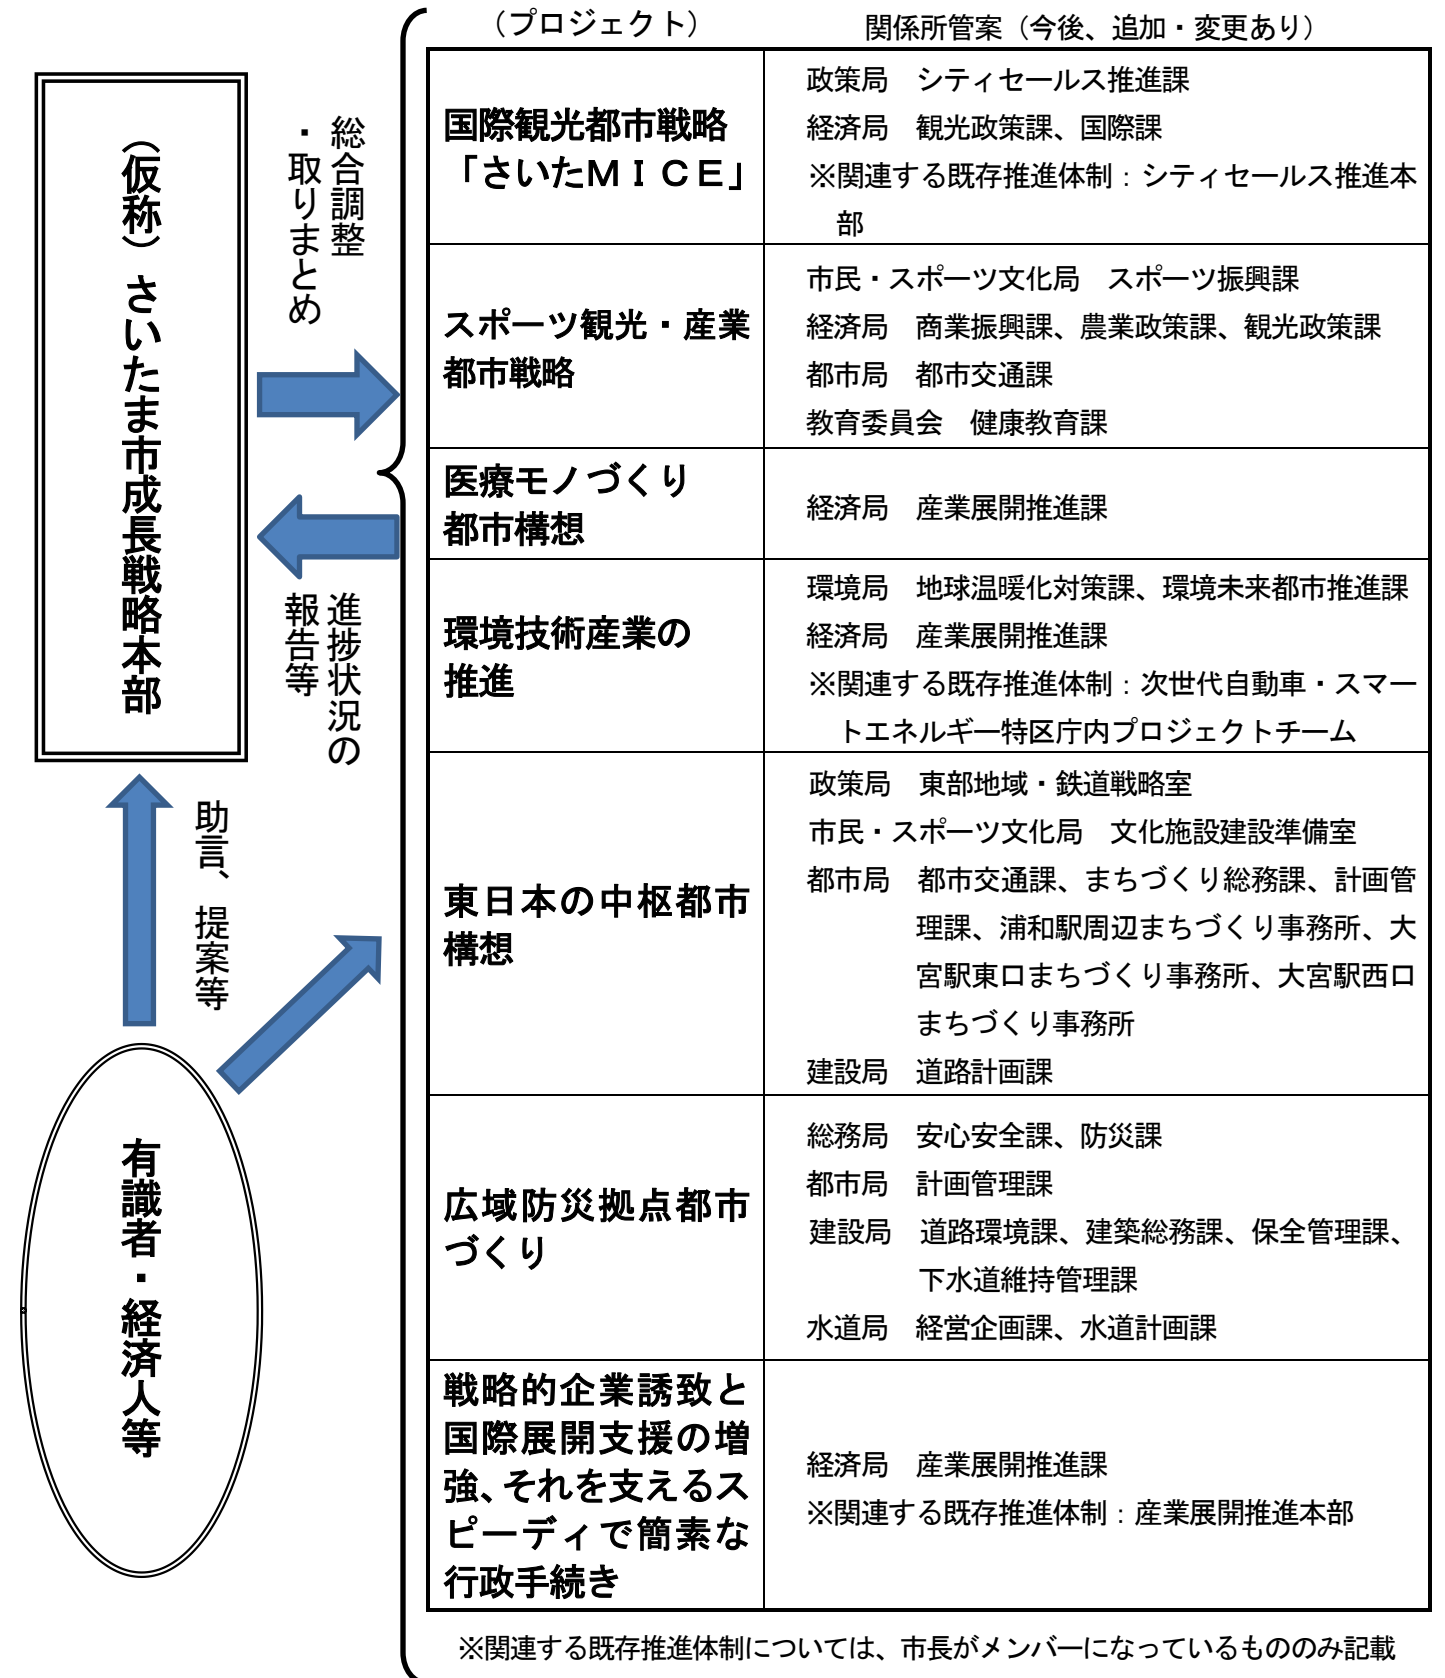 （プロジェクト）
関係所管案（今後、追加・変更あり）
（仮称）さいたま市成長戦略本部
総合調整
・取りまとめ
進捗状況の
報告等
助言、提案等
有識者・経済人等
国際観光都市戦略
「さいたＭＩＣＥ」
政策局　シティセールス推進課
経済局　観光政策課、国際課
※関連する既存推進体制：シティセールス推進本
部
スポーツ観光・産業
都市戦略
市民・スポーツ文化局　スポーツ振興課
経済局　商業振興課、農業政策課、観光政策課
都市局　都市交通課
教育委員会　健康教育課
医療モノづくり
都市構想
経済局　産業展開推進課
環境技術産業の
推進
環境局　地球温暖化対策課、環境未来都市推進課
経済局　産業展開推進課
※関連する既存推進体制：次世代自動車・スマー
トエネルギー特区庁内プロジェクトチーム
東日本の中枢都市
構想
政策局　東部地域・鉄道戦略室
市民・スポーツ文化局　文化施設建設準備室
都市局　都市交通課、まちづくり総務課、計画管
理課、浦和駅周辺まちづくり事務所、大
宮駅東口まちづくり事務所、大宮駅西口
まちづくり事務所
建設局　道路計画課
広域防災拠点都市
づくり
総務局　安心安全課、防災課
都市局　計画管理課
建設局　道路環境課、建築総務課、保全管理課、
下水道維持管理課
水道局　経営企画課、水道計画課
戦略的企業誘致と
国際展開支援の増
強、それを支えるス
ピーディで簡素な
行政手続き
経済局　産業展開推進課
※関連する既存推進体制：産業展開推進本部
※関連する既存推進体制については、市長がメンバーになっているもののみ記載